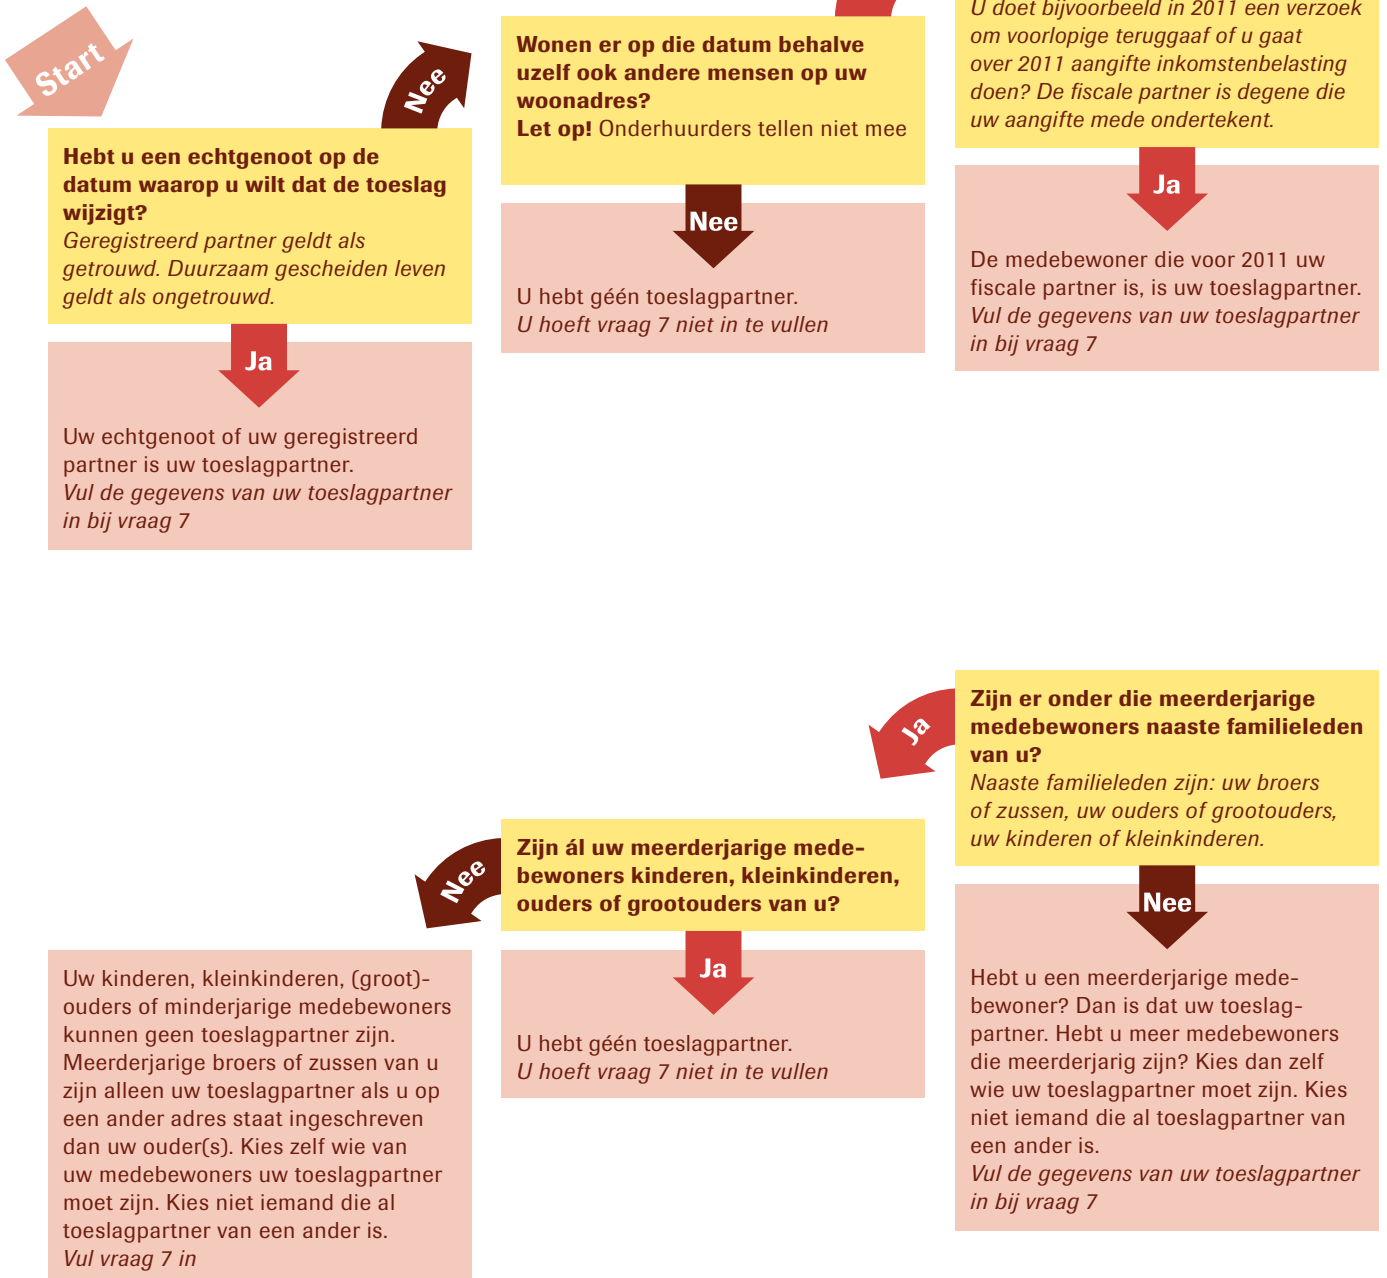 Start
Hebt u een echtgenoot op de
datum waarop u wilt dat de toeslag
wijzigt?
Geregistreerd partner geldt als
getrouwd. Duurzaam gescheiden leven
geldt als ongetrouwd.
Ja
Uw echtgenoot of uw geregistreerd
partner is uw toeslagpartner.
Vul de gegevens van uw toeslagpartner
in bij vraag 7
Nee
Wonen er op die datum behalve
uzelf ook andere mensen op uw
woonadres?
Let op! Onderhuurders tellen niet mee
Nee
U hebt géén toeslagpartner.
U hoeft vraag 7 niet in te vullen
U doet bijvoorbeeld in 2011 een verzoek
om voorlopige teruggaaf of u gaat
over 2011 aangifte inkomstenbelasting
doen? De fiscale partner is degene die
uw aangifte mede ondertekent.
Ja
De medebewoner die voor 2011 uw
fiscale partner is, is uw toeslagpartner.
Vul de gegevens van uw toeslagpartner
in bij vraag 7
Zijn er onder die meerderjarige
medebewoners naaste familieleden
van u?
Naaste familieleden zijn: uw broers
of zussen, uw ouders of grootouders,
uw kinderen of kleinkinderen.
Nee
Hebt u een meerderjarige mede-
bewoner? Dan is dat uw toeslag-
partner. Hebt u meer medebewoners
die meerderjarig zijn? Kies dan zelf
wie uw toeslagpartner moet zijn. Kies
niet iemand die al toeslagpartner van
een ander is.
Vul de gegevens van uw toeslagpartner
in bij vraag 7
Ja
Zijn ál uw meerderjarige mede-
bewoners kinderen, kleinkinderen,
ouders of grootouders van u?
Ja
U hebt géén toeslagpartner.
U hoeft vraag 7 niet in te vullen
Nee
Uw kinderen, kleinkinderen, (groot)-
ouders of minderjarige medebewoners
kunnen geen toeslagpartner zijn.
Meerderjarige broers of zussen van u
zijn alleen uw toeslagpartner als u op
een ander adres staat ingeschreven
dan uw ouder(s). Kies zelf wie van
uw medebewoners uw toeslagpartner
moet zijn. Kies niet iemand die al
toeslagpartner van een ander is.
Vul vraag 7 in